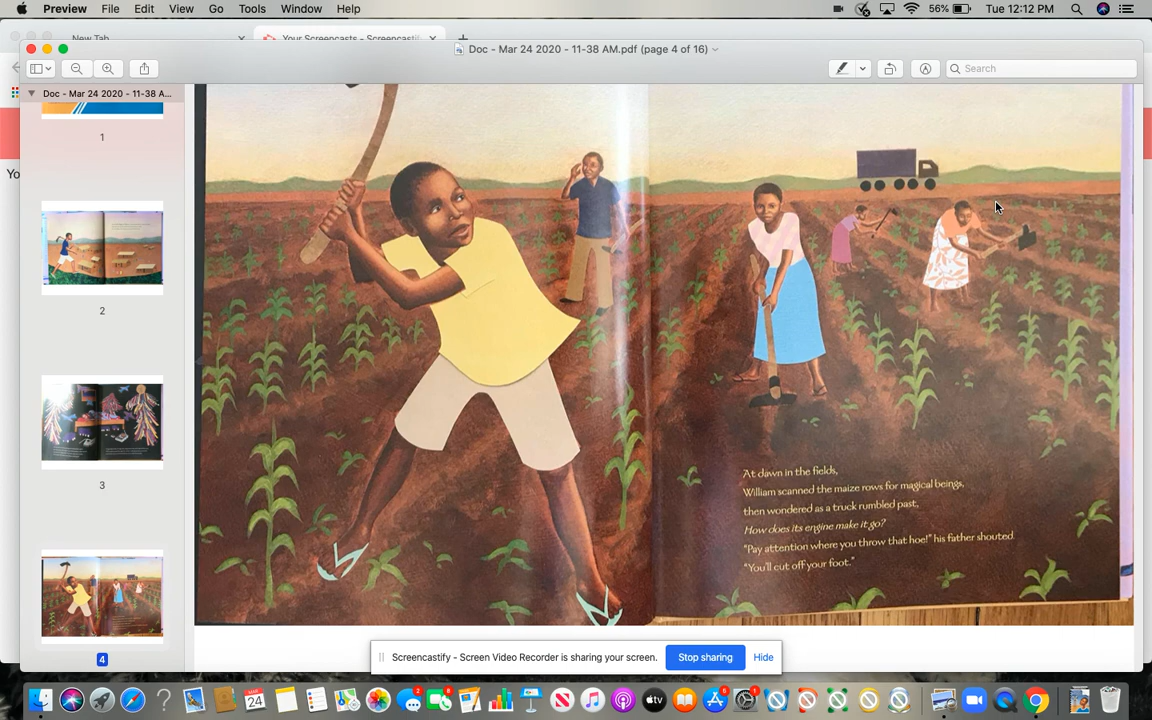 Preview File Edit View Go Tools Window Help 56% Tue 12:12 PM
New Tab Your Screencasts - Screencastif
Doc - Mar 24 2020 - 11-38 AM.pdf (page 4 of 16)
Search
Doc - Mar 24 2020 - 11-38 A...
1
Yo
2
3
4
At dawn in the fields,
William scanned the maize rows for magical beings,
then wondered as a truck rumbled past,
How does its engine make it go?
"Pay attention where you throw that hoe!" his father shouted.
"You'll cut off your foot."
Screencastify - Screen Video Recorder is sharing your screen. Stop sharing Hide